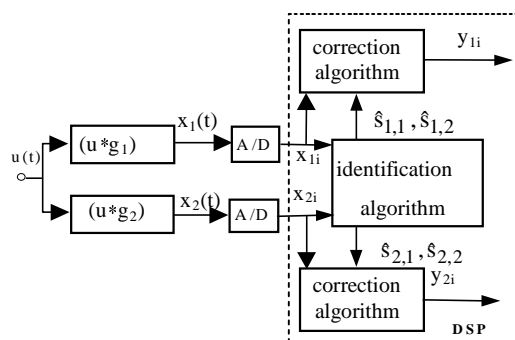 correction
algorithm
y1i
ŝ1,1 , ŝ1,2
x1(t)
(u*g1)
A/D
x1i
u(t)
identification
algorithm
x2(t)
(u*g2)
A/D
x2i
ŝ2,1 , ŝ2,2
y2i
correction
algorithm
DSP